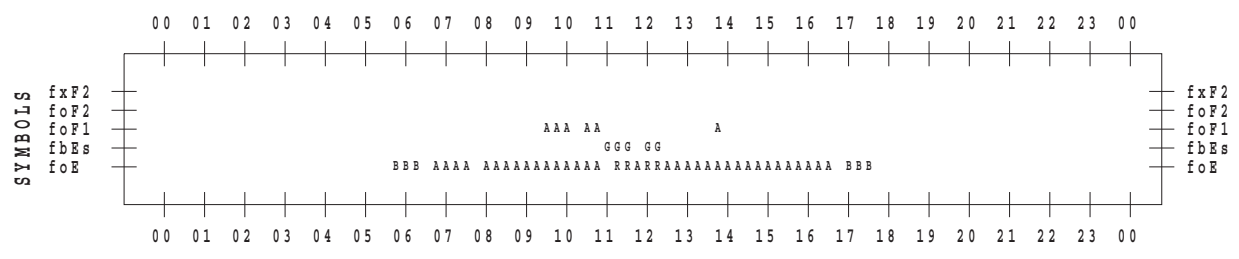 00 01 02 03 04 05 06 07 08 09 10 11 12 13 14 15 16 17 18 19 20 21 22 23 00
SYMBOLS
fxF2 fxF2
foF2 foF2
foF1 AAA AA A foF1
fbEs GGG GG fbEs
foE BBB AAAA AAAAAAAAAAAA RRARRAAAAAAAAAAAAAAAAA BBB foE
00 01 02 03 04 05 06 07 08 09 10 11 12 13 14 15 16 17 18 19 20 21 22 23 00